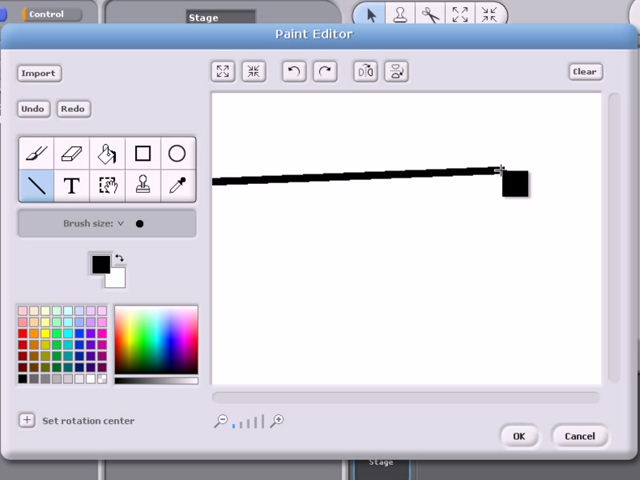 Control
Stage
Paint Editor
Import
Clear
Undo
Redo
T
Brush size:
Set rotation center
OK
Cancel
Stage